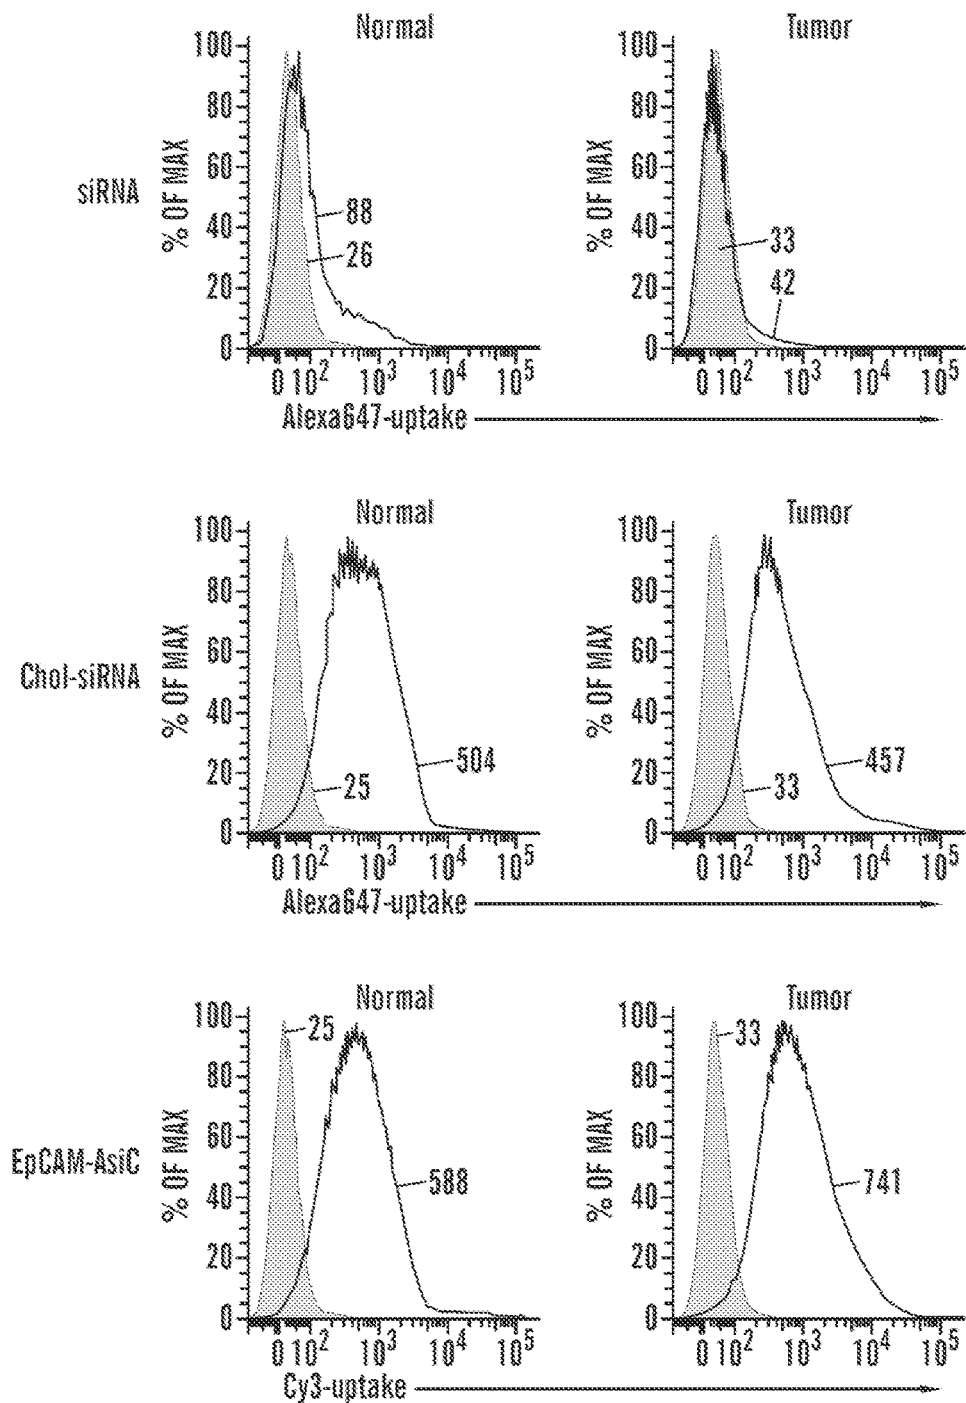 Normal
Tumor
siRNA
% OF MAX
100
80
60
40
20
0
88
26
0 10² 10³ 10⁴ 10⁵
% OF MAX
100
80
60
40
20
0
33
42
0 10² 10³ 10⁴ 10⁵
Alexa647-uptake
Normal
Tumor
Chol-siRNA
% OF MAX
100
80
60
40
20
0
504
25
0 10² 10³ 10⁴ 10⁵
% OF MAX
100
80
60
40
20
0
457
33
0 10² 10³ 10⁴ 10⁵
Alexa647-uptake
Normal
Tumor
EpCAM-AsiC
% OF MAX
100
80
60
40
20
0
25
588
0 10² 10³ 10⁴ 10⁵
% OF MAX
100
80
60
40
20
0
33
741
0 10² 10³ 10⁴ 10⁵
Cy3-uptake